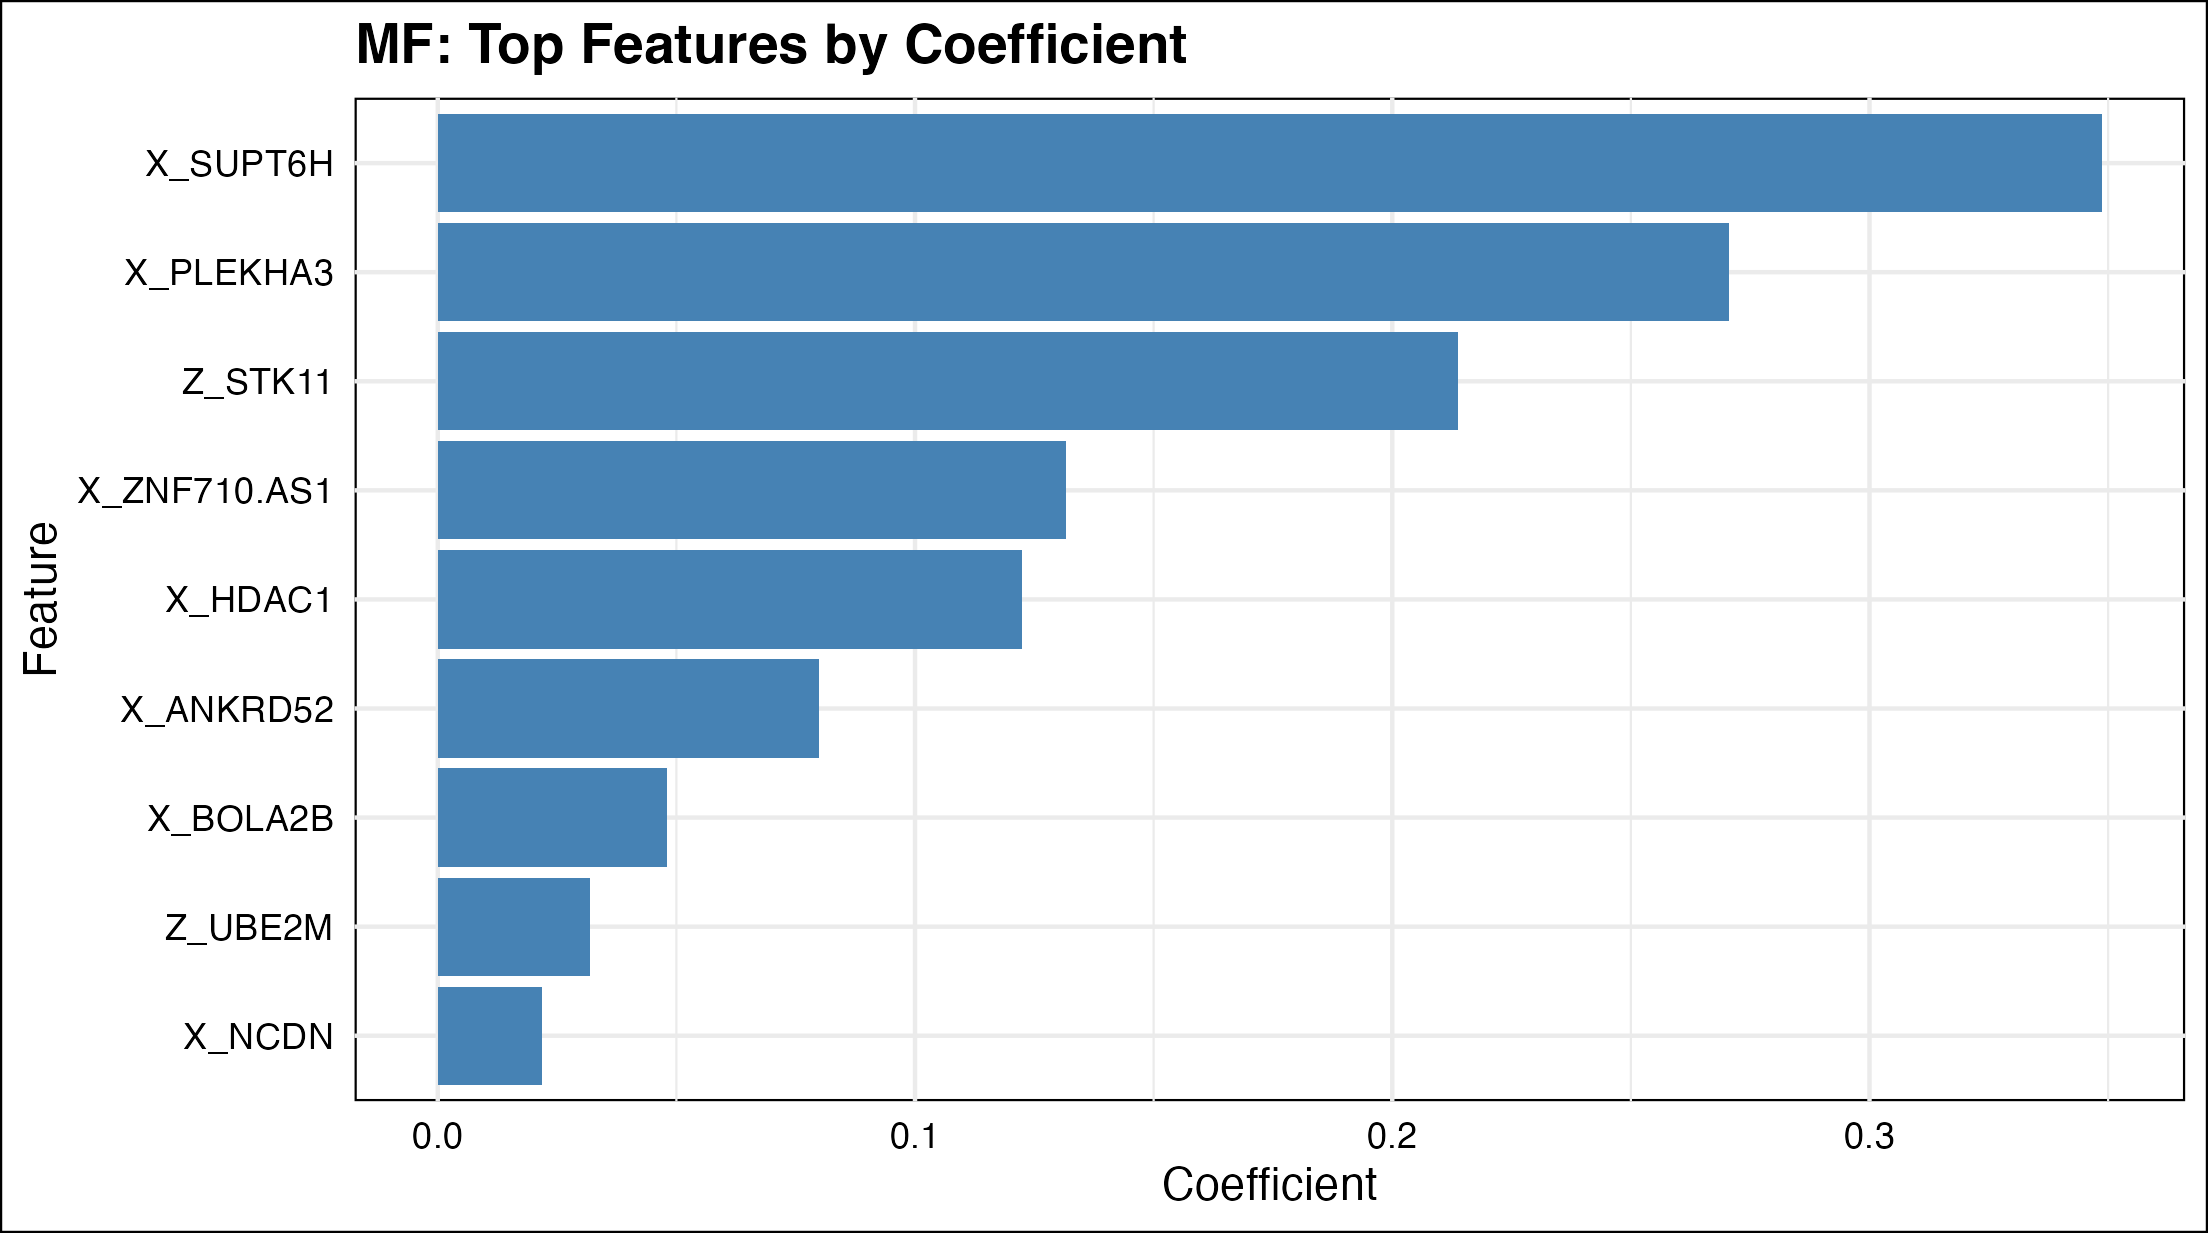 MF: Top Features by Coefficient
X_SUPT6H
X_PLEKHA3
Z_STK11
X_ZNF710.AS1
X_HDAC1
X_ANKRD52
X_BOLA2B
Z_UBE2M
X_NCDN
Feature
0.0 0.1 0.2 0.3
Coefficient